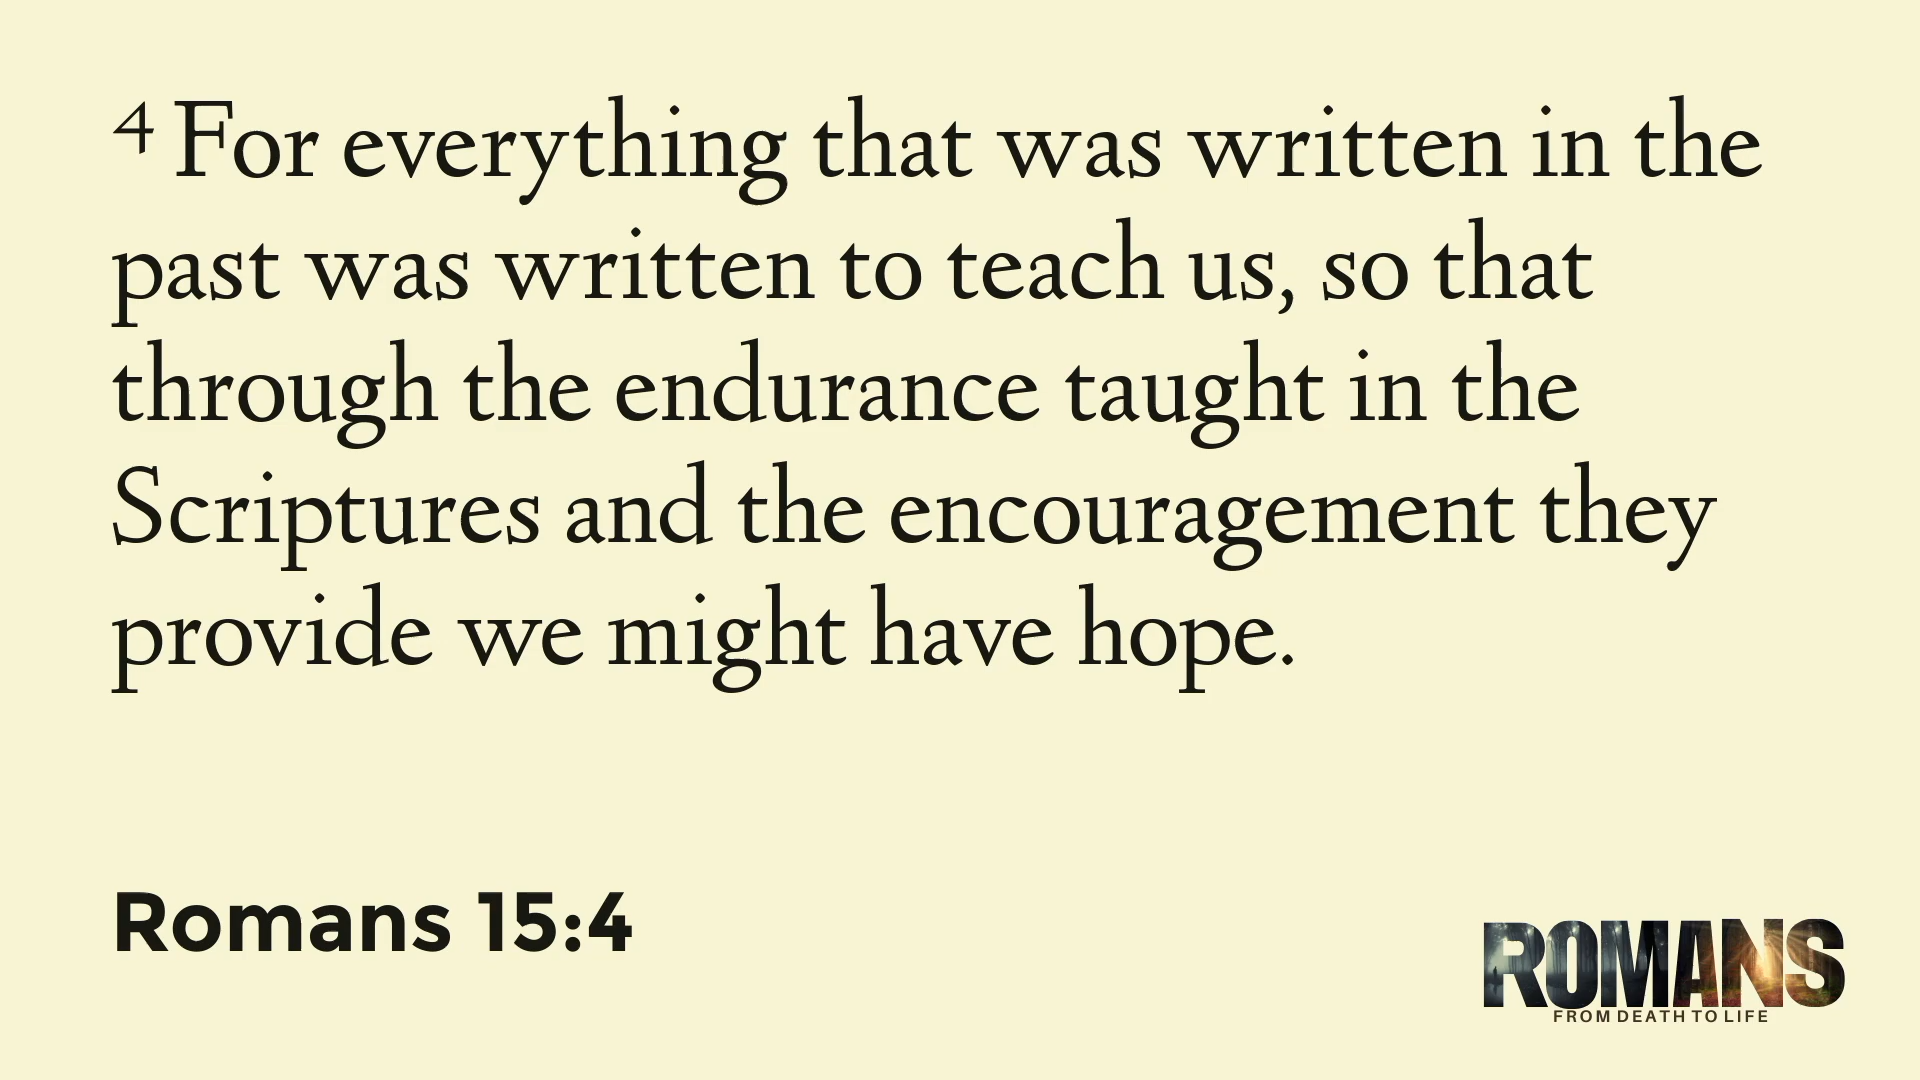 4 For everything that was written in the
past was written to teach us, so that
through the endurance taught in the
Scriptures and the encouragement they
provide we might have hope.
Romans 15:4
ROMANS
FROM DEATH TO LIFE